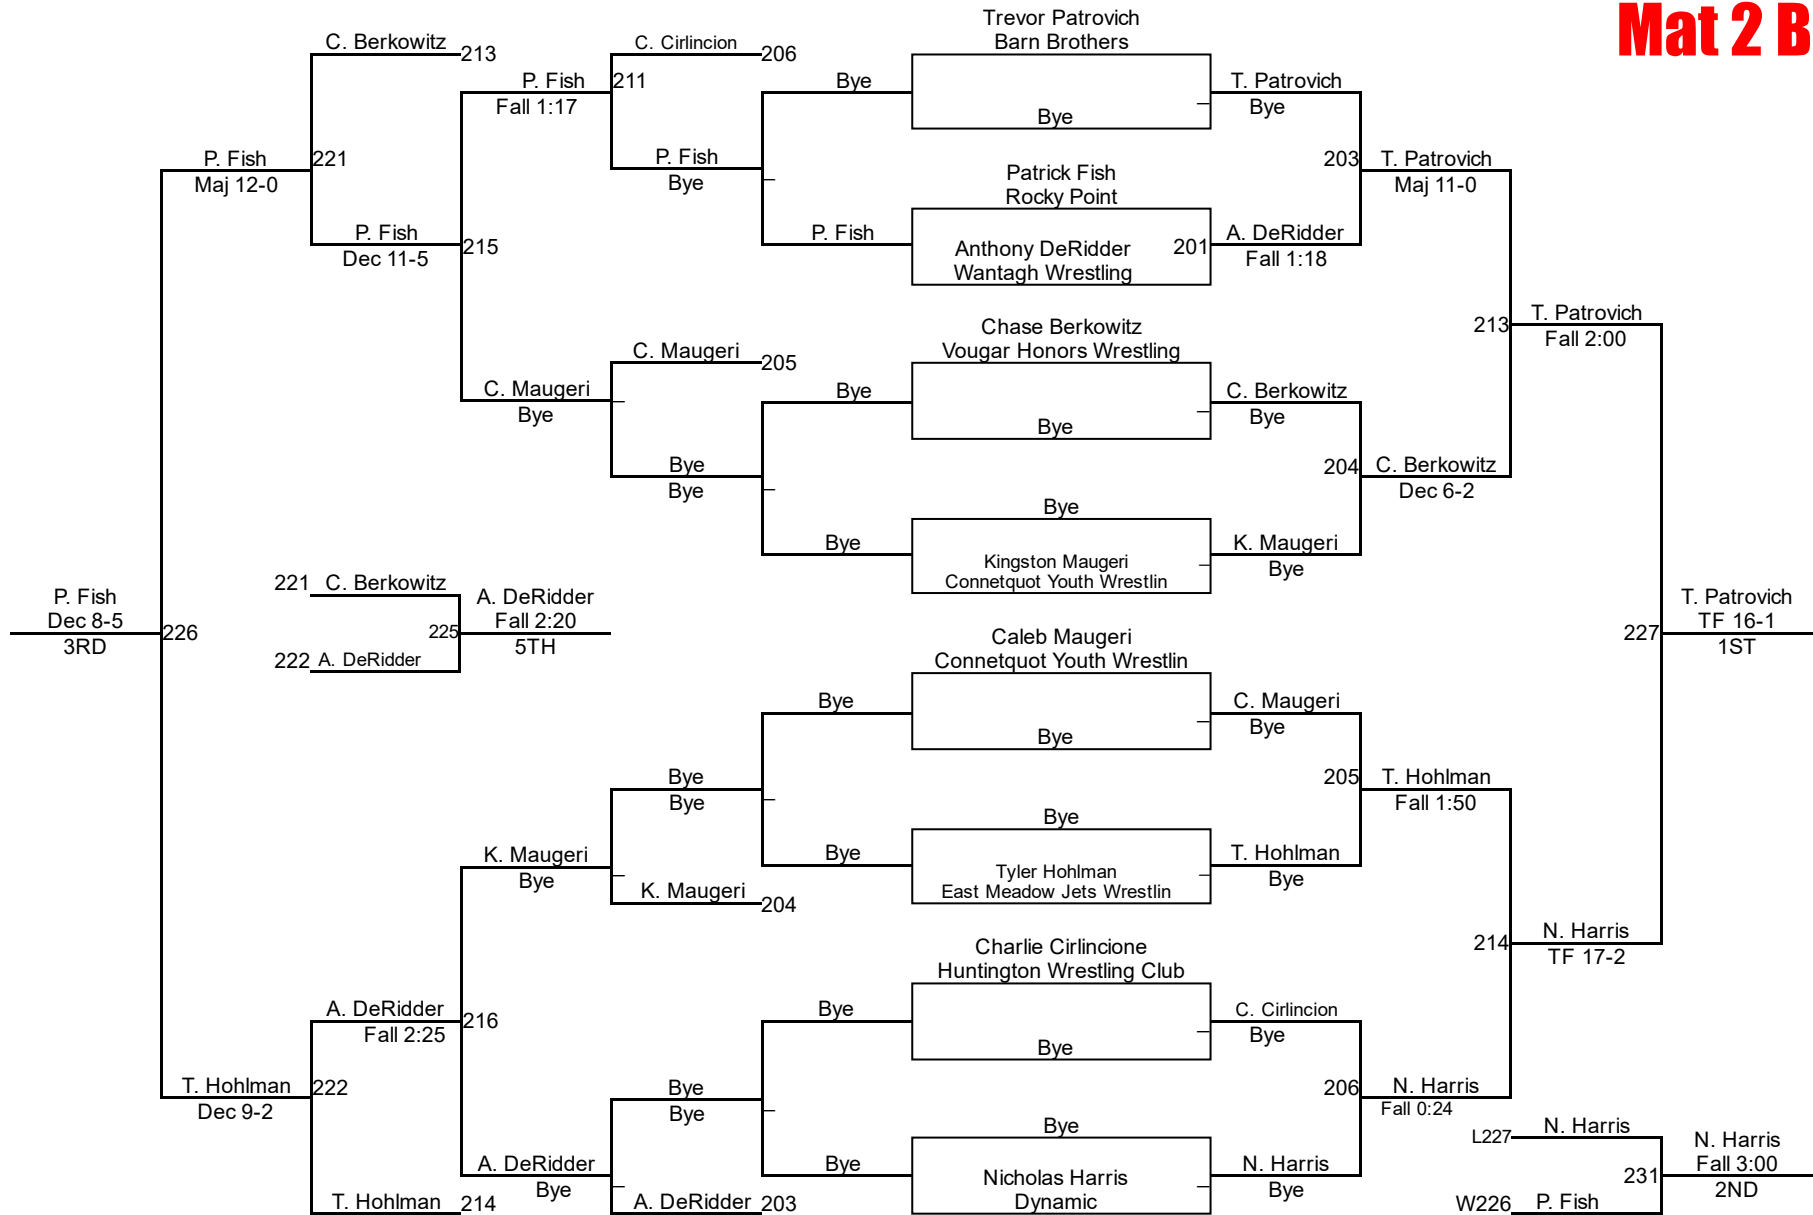 Mat 2 B
Trevor Patrovich
Barn Brothers
C. Berkowitz
213
C. Cirlincion
206
P. Fish
211
Fall 1:17
Bye
Bye
T. Patrovich
Bye
P. Fish
221
Maj 12-0
P. Fish
Bye
203
T. Patrovich
Maj 11-0
Patrick Fish
Rocky Point
P. Fish
215
Dec 11-5
P. Fish
Anthony DeRidder
201
Wantagh Wrestling
A. DeRidder
Fall 1:18
Chase Berkowitz
Vougar Honors Wrestling
213
T. Patrovich
Fall 2:00
C. Maugeri
205
C. Maugeri
Bye
Bye
Bye
C. Berkowitz
Bye
Bye
Bye
204
C. Berkowitz
Dec 6-2
Bye
Bye
Kingston Maugeri
Connetquot Youth Wrestlin
K. Maugeri
Bye
P. Fish
Dec 8-5
3RD
226
221
C. Berkowitz
225
222
A. DeRidder
A. DeRidder
Fall 2:20
5TH
Caleb Maugeri
Connetquot Youth Wrestlin
227
T. Patrovich
TF 16-1
1ST
Bye
Bye
C. Maugeri
Bye
Bye
Bye
205
T. Hohlman
Fall 1:50
Bye
K. Maugeri
Bye
Bye
Tyler Hohlman
East Meadow Jets Wrestlin
T. Hohlman
Bye
K. Maugeri
204
214
N. Harris
TF 17-2
Charlie Cirlincione
Huntington Wrestling Club
A. DeRidder
216
Fall 2:25
Bye
Bye
C. Cirlincion
Bye
T. Hohlman
222
Dec 9-2
Bye
Bye
206
N. Harris
Fall 0:24
Bye
A. DeRidder
Bye
Bye
Nicholas Harris
Dynamic
N. Harris
Bye
L227
N. Harris
231
N. Harris
Fall 3:00
2ND
T. Hohlman
214
A. DeRidder
203
W226
P. Fish